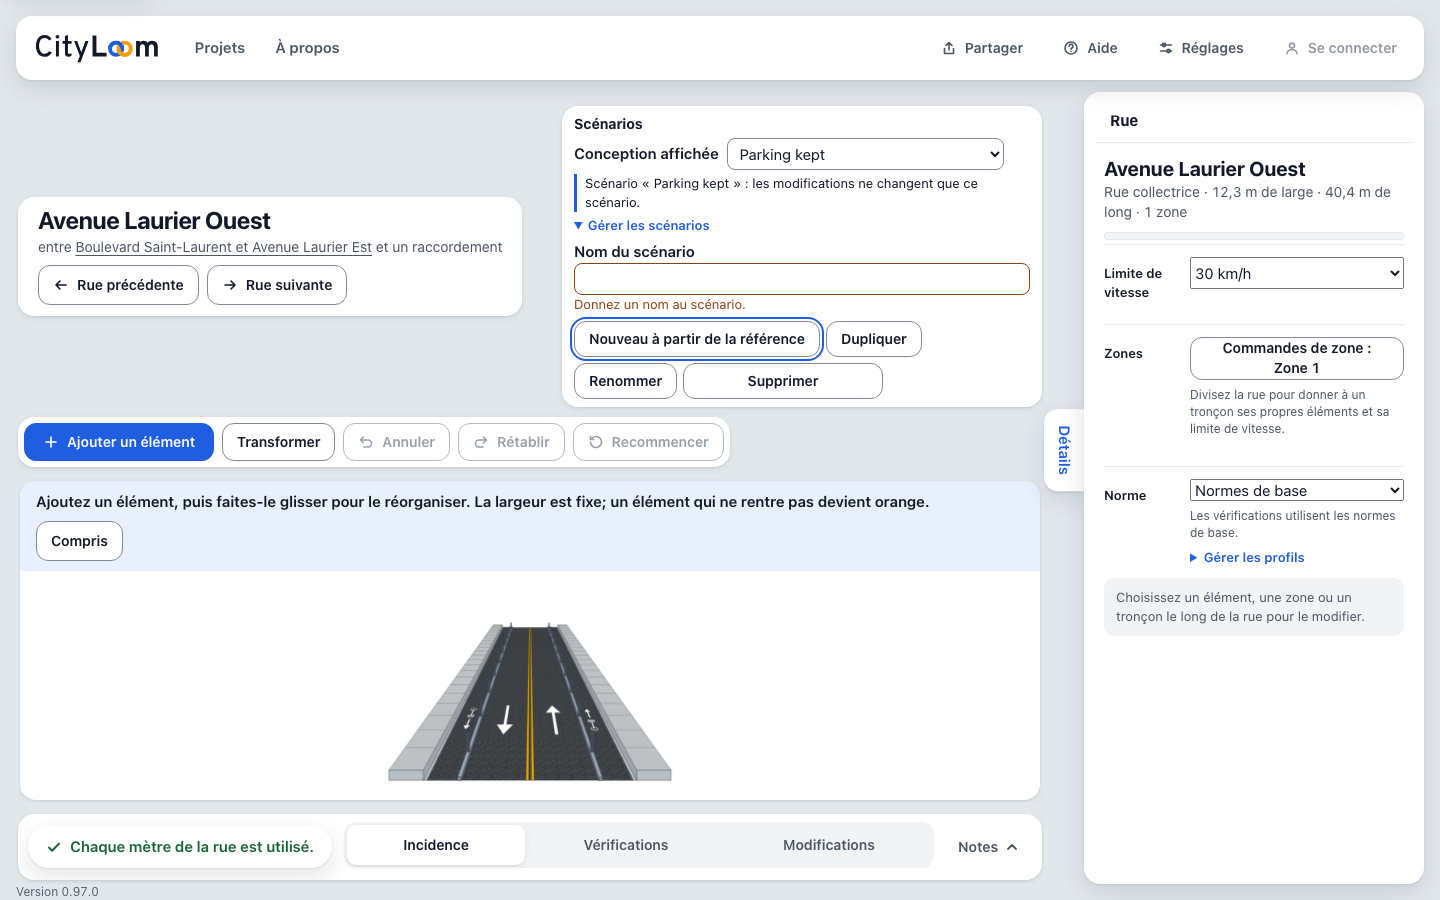 CityLoom
Projets
À propos
Partager
Aide
Réglages
Se connecter
Avenue Laurier Ouest
entre Boulevard Saint-Laurent et Avenue Laurier Est et un raccordement
Rue précédente
Rue suivante
Scénarios
Conception affichée
Parking kept
Scénario « Parking kept » : les modifications ne changent que ce
scénario.
Gérer les scénarios
Nom du scénario
Donnez un nom au scénario.
Nouveau à partir de la référence
Dupliquer
Renommer
Supprimer
Ajouter un élément
Transformer
Annuler
Rétablir
Recommencer
Ajoutez un élément, puis faites-le glisser pour le réorganiser. La largeur est fixe; un élément qui ne rentre pas devient orange.
Compris
Chaque mètre de la rue est utilisé.
Incidence
Vérifications
Modifications
Notes
Version 0.97.0
Détails
Rue
Avenue Laurier Ouest
Rue collectrice · 12,3 m de large · 40,4 m de
long · 1 zone
Limite de
vitesse
30 km/h
Zones
Commandes de zone :
Zone 1
Divisez la rue pour donner à un
tronçon ses propres éléments et sa
limite de vitesse.
Norme
Normes de base
Les vérifications utilisent les normes
de base.
Gérer les profils
Choisissez un élément, une zone ou un
tronçon le long de la rue pour le modifier.